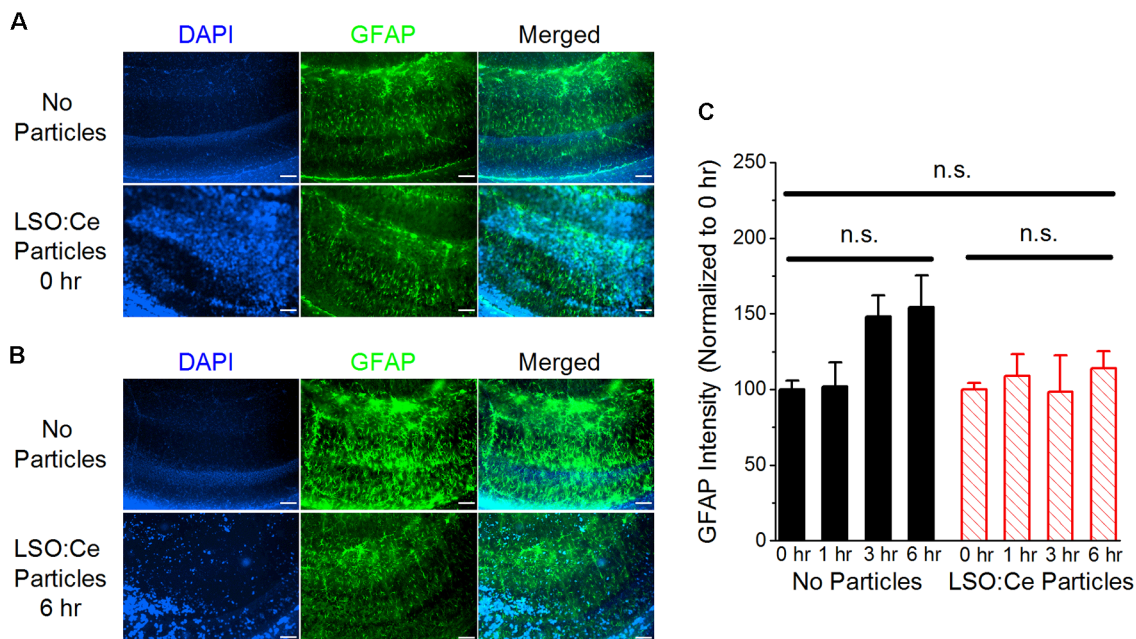 A
DAPI GFAP Merged
No
Particles
LSO:Ce
Particles
0 hr
B
DAPI GFAP Merged
No
Particles
LSO:Ce
Particles
6 hr
C
GFAP Intensity (Normalized to 0 hr)
250
200
150
100
50
0
n.s.
n.s. n.s.
0 hr 1 hr 3 hr 6 hr 0 hr 1 hr 3 hr 6 hr
No Particles LSO:Ce Particles